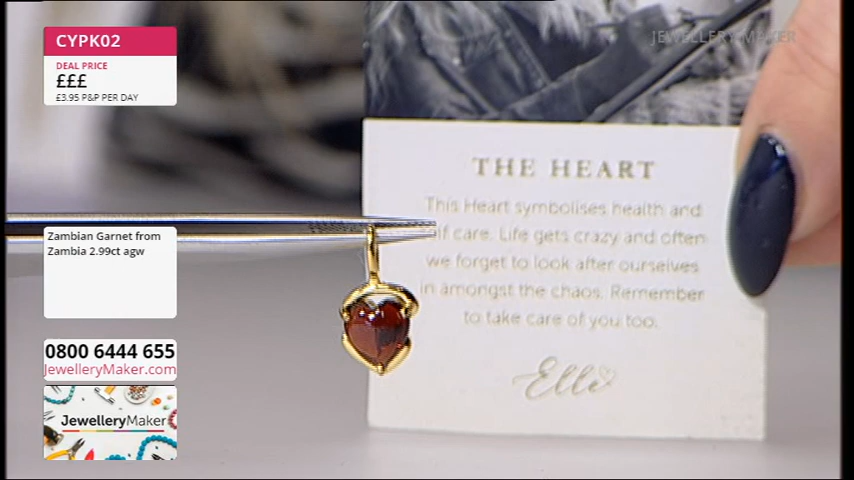 CYPK02
DEAL PRICE
£££
£3.95 P&P PER DAY
Zambian Garnet from
Zambia 2.99ct agw
0800 6444 655
JewelleryMaker.com
JewelleryMaker
JEWELLERY MAKER
THE HEART
This Heart symbolises health and
care. Life gets crazy and often
we forget to look after ourselves
in amongst the chaos. Remember
to take care of you too.
Elle